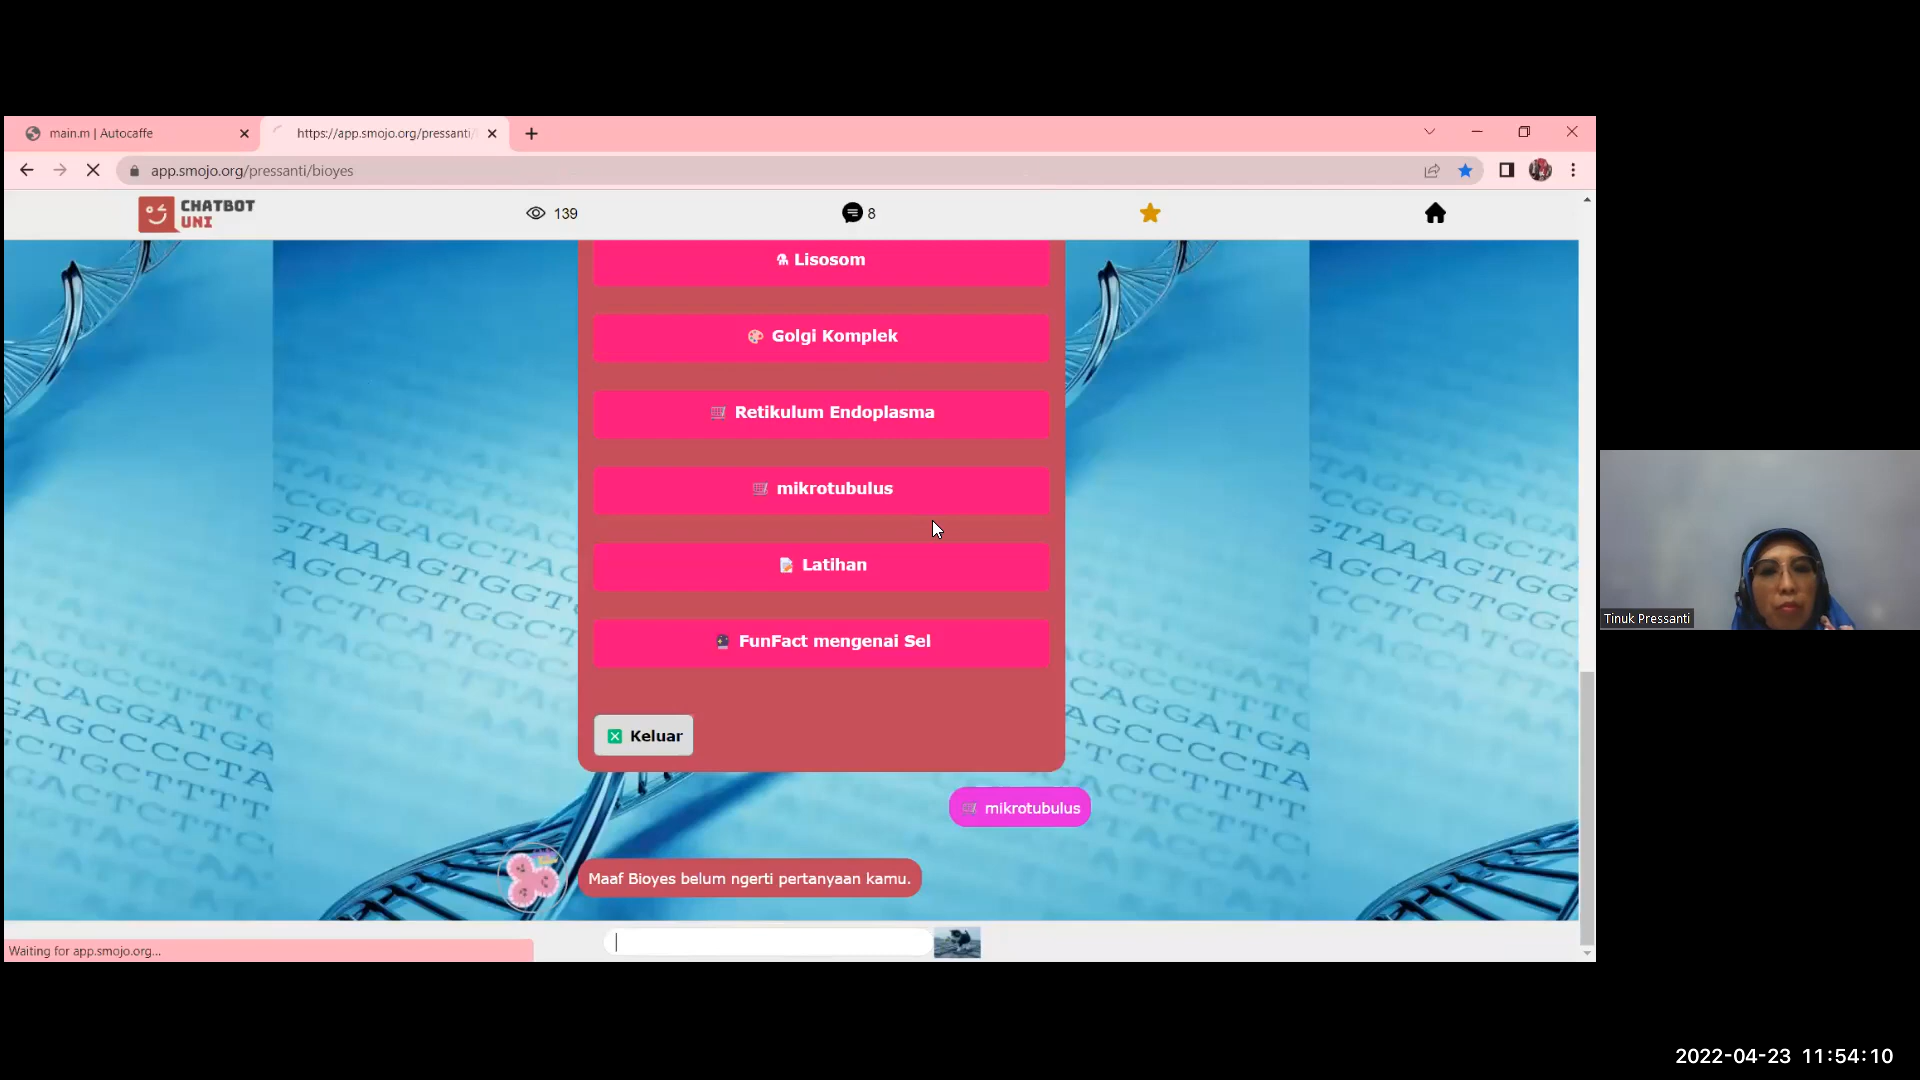 main.m | Autocaffe
https://app.smojo.org/pressanti/
app.smojo.org/pressanti/bioyes
CHATBOT
UNI
139
8
Lisosom
Golgi Komplek
Retikulum Endoplasma
mikrotubulus
Latihan
FunFact mengenai Sel
Keluar
mikrotubulus
Maaf Bioyes belum ngerti pertanyaan kamu.
Waiting for app.smojo.org...
Tinuk Pressanti
2022-04-23 11:54:10